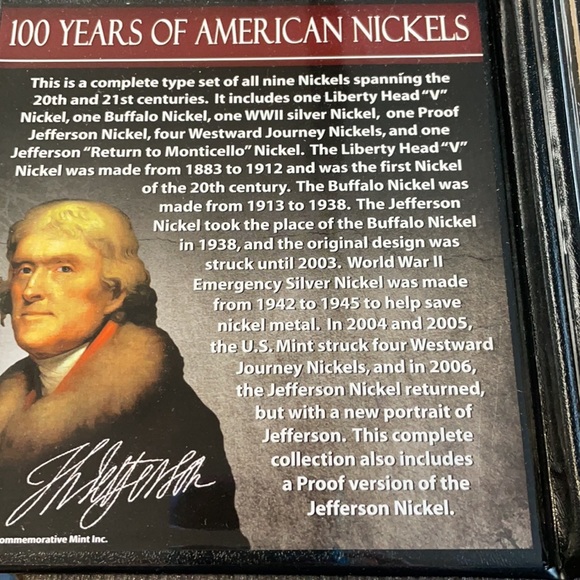 100 YEARS OF AMERICAN NICKELS
This is a complete type set of all nine Nickels spanning the
20th and 21st centuries. It includes one Liberty Head "V"
Nickel, one Buffalo Nickel, one WWII silver Nickel, one Proof
Jefferson Nickel, four Westward Journey Nickels, and one
Jefferson "Return to Monticello" Nickel. The Liberty Head "V"
Nickel was made from 1883 to 1912 and was the first Nickel
of the 20th century. The Buffalo Nickel was
made from 1913 to 1938. The Jefferson
Nickel took the place of the Buffalo Nickel
in 1938, and the original design was
struck until 2003. World War II
Emergency Silver Nickel was made
from 1942 to 1945 to help save
nickel metal. In 2004 and 2005,
the U.S. Mint struck four Westward
Journey Nickels, and in 2006,
the Jefferson Nickel returned,
but with a new portrait of
Jefferson. This complete
collection also includes
a Proof version of the
Jefferson Nickel.
Th Jefferson
ommemorative Mint Inc.